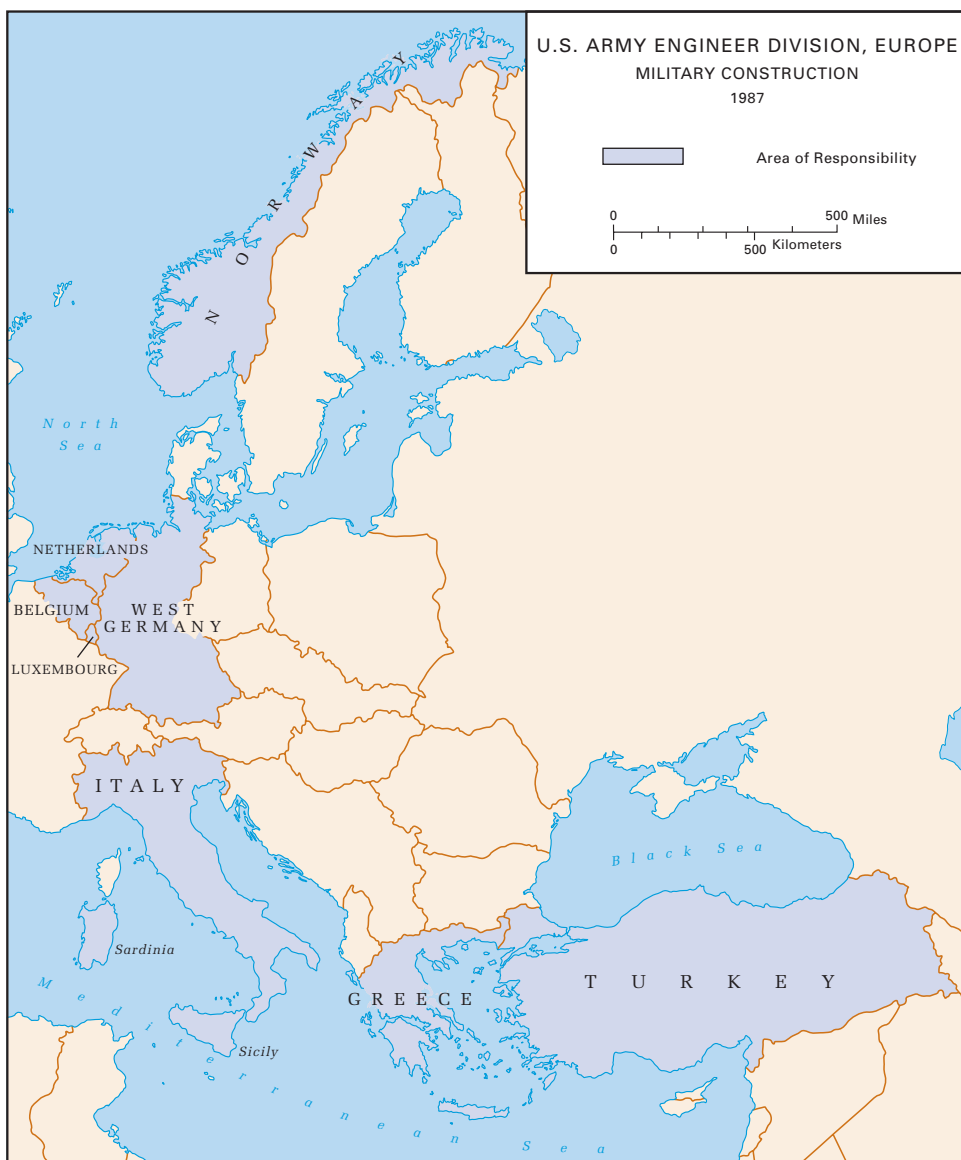 U.S. ARMY ENGINEER DIVISION, EUROPE
MILITARY CONSTRUCTION
1987
Area of Responsibility
0 500 Miles
0 500 Kilometers
NORWAY
North
Sea
NETHERLANDS
BELGIUM
WEST
GERMANY
LUXEMBOURG
ITALY
Black Sea
Sardinia
GREECE
TURKEY
Sicily
Mediterranean Sea